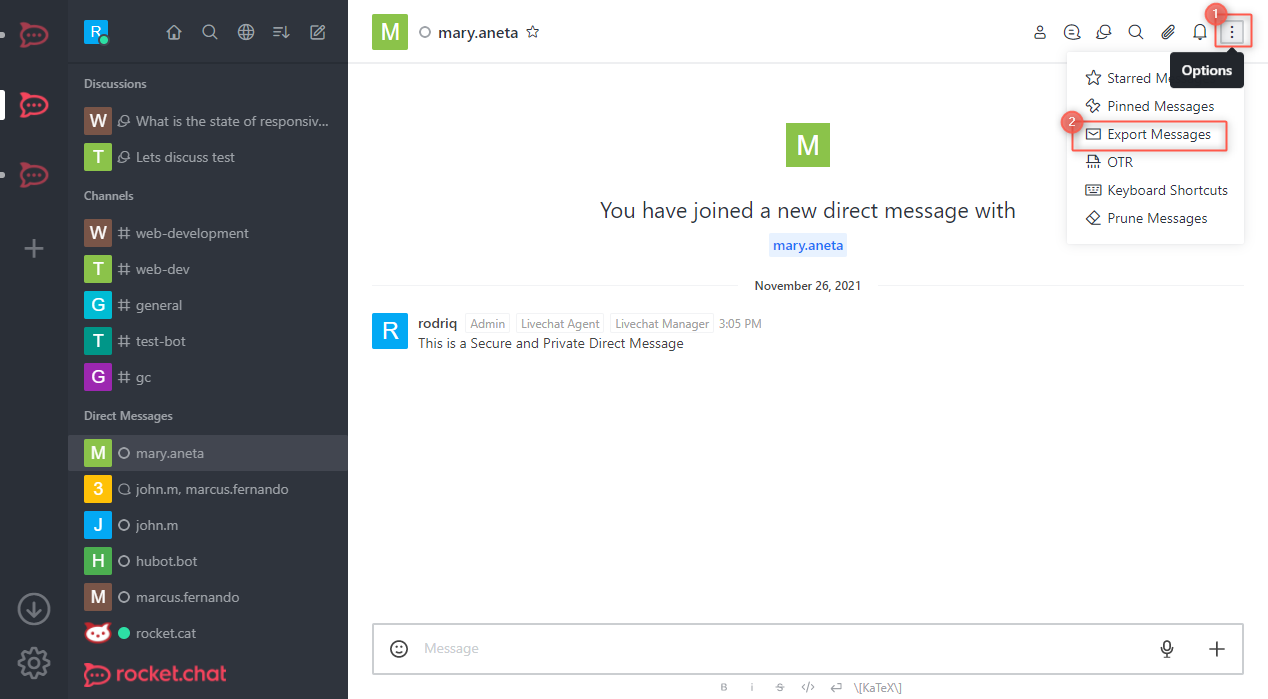 R
Discussions
W What is the state of responsiv...
T Lets discuss test
Channels
W web-development
T web-dev
G general
T test-bot
G gc
Direct Messages
M mary.aneta
3 john.m, marcus.fernando
J john.m
H hubot.bot
M marcus.fernando
rocket.cat
rocket.chat
M mary.aneta
1
Options
Starred Me
Pinned Messages
2 Export Messages
OTR
Keyboard Shortcuts
Prune Messages
M
You have joined a new direct message with
mary.aneta
November 26, 2021
R rodriq Admin Livechat Agent Livechat Manager 3:05 PM
This is a Secure and Private Direct Message
Message
B i S </> \[KaTeX\]